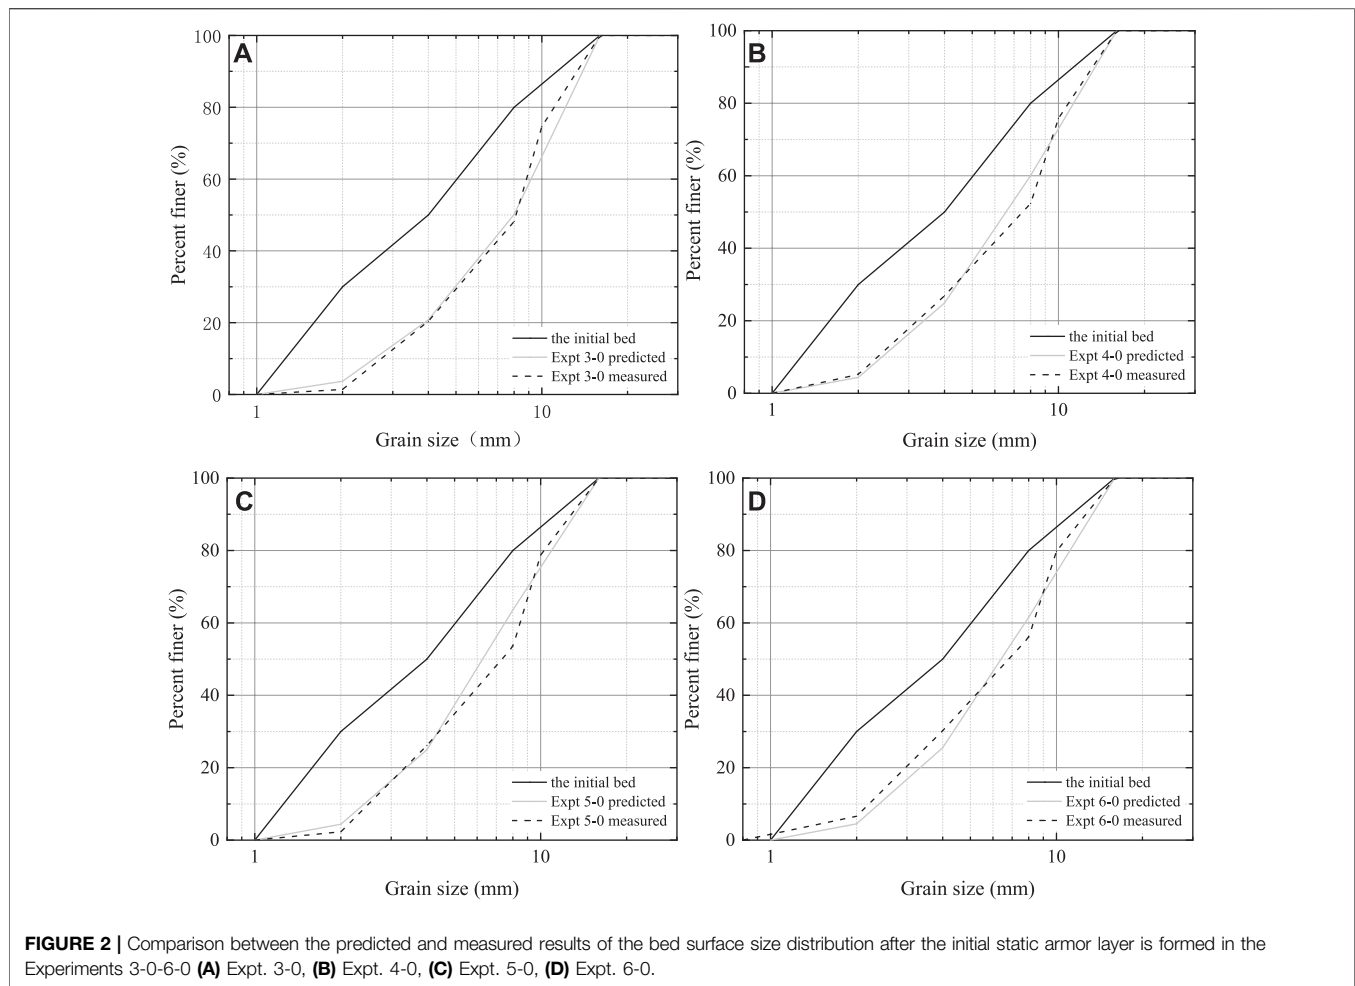 A
100
80
60
40
20
0
1
10
Percent finer (%)
Grain size（mm）
the initial bed
Expt 3-0 predicted
Expt 3-0 measured
B
100
80
60
40
20
0
1
10
Percent finer (%)
Grain size (mm)
the initial bed
Expt 4-0 predicted
Expt 4-0 measured
C
100
80
60
40
20
0
1
10
Percent finer (%)
Grain size (mm)
the initial bed
Expt 5-0 predicted
Expt 5-0 measured
D
100
80
60
40
20
0
1
10
Percent finer (%)
Grain size (mm)
the initial bed
Expt 6-0 predicted
Expt 6-0 measured
FIGURE 2 | Comparison between the predicted and measured results of the bed surface size distribution after the initial static armor layer is formed in the
Experiments 3-0-6-0 (A) Expt. 3-0, (B) Expt. 4-0, (C) Expt. 5-0, (D) Expt. 6-0.